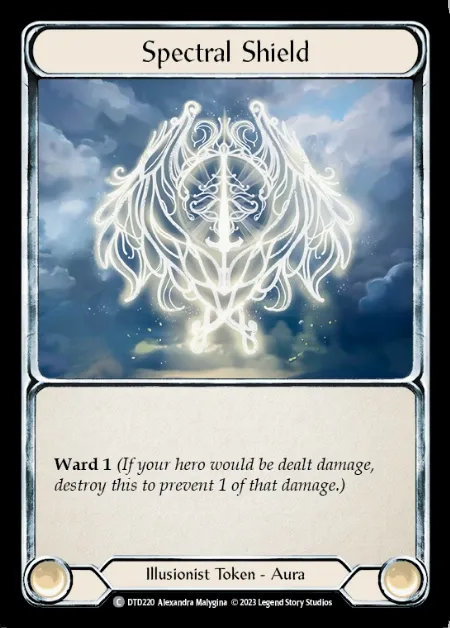 Spectral Shield
Ward 1 (If your hero would be dealt damage,
destroy this to prevent 1 of that damage.)
Illusionist Token - Aura
C DTD220 Alexandra Malygina © 2023 Legend Story Studios